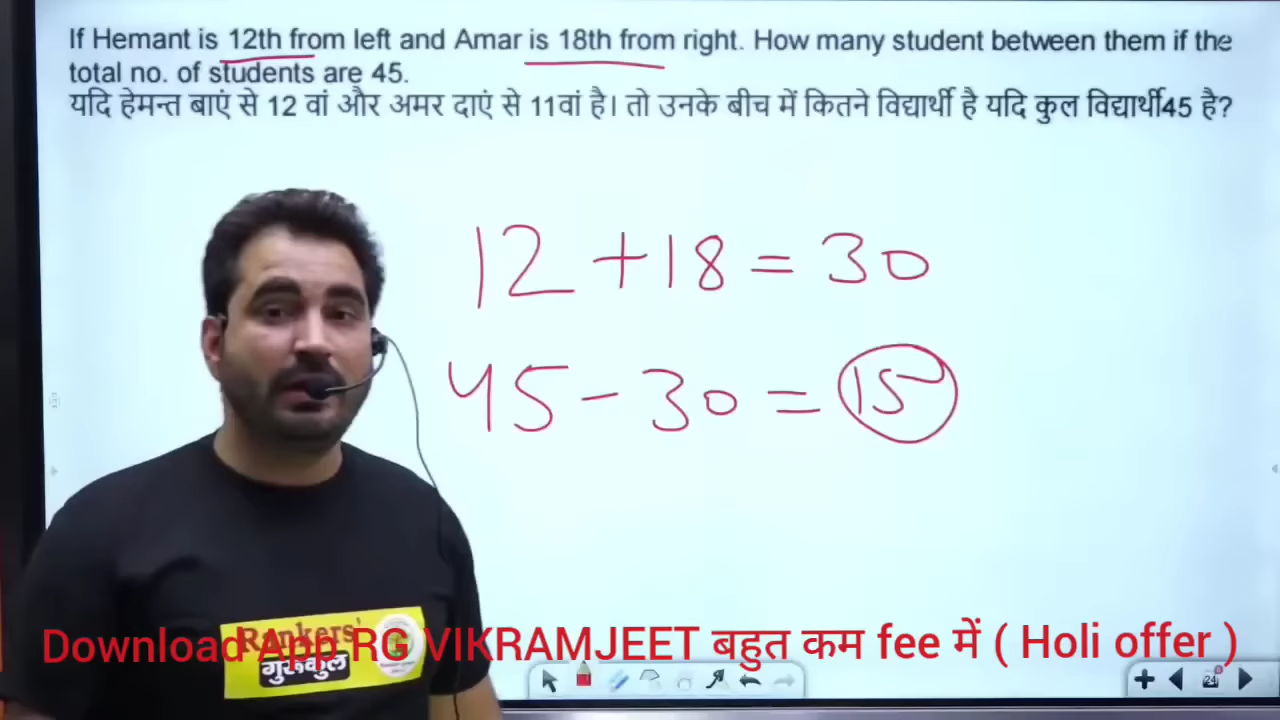 If Hemant is 12th from left and Amar is 18th from right. How many student between them if the
total no. of students are 45.
यदि हेमन्त बाएं से 12 वां और अमर दाएं से 11वां है। तो उनके बीच में कितने विद्यार्थी है यदि कुल विद्यार्थी45 है?
12 + 18 = 30
45 - 30 = 15
Rankers'
गुरुकुल
Download App RG VIKRAMJEET बहुत कम fee में ( Holi offer )
24